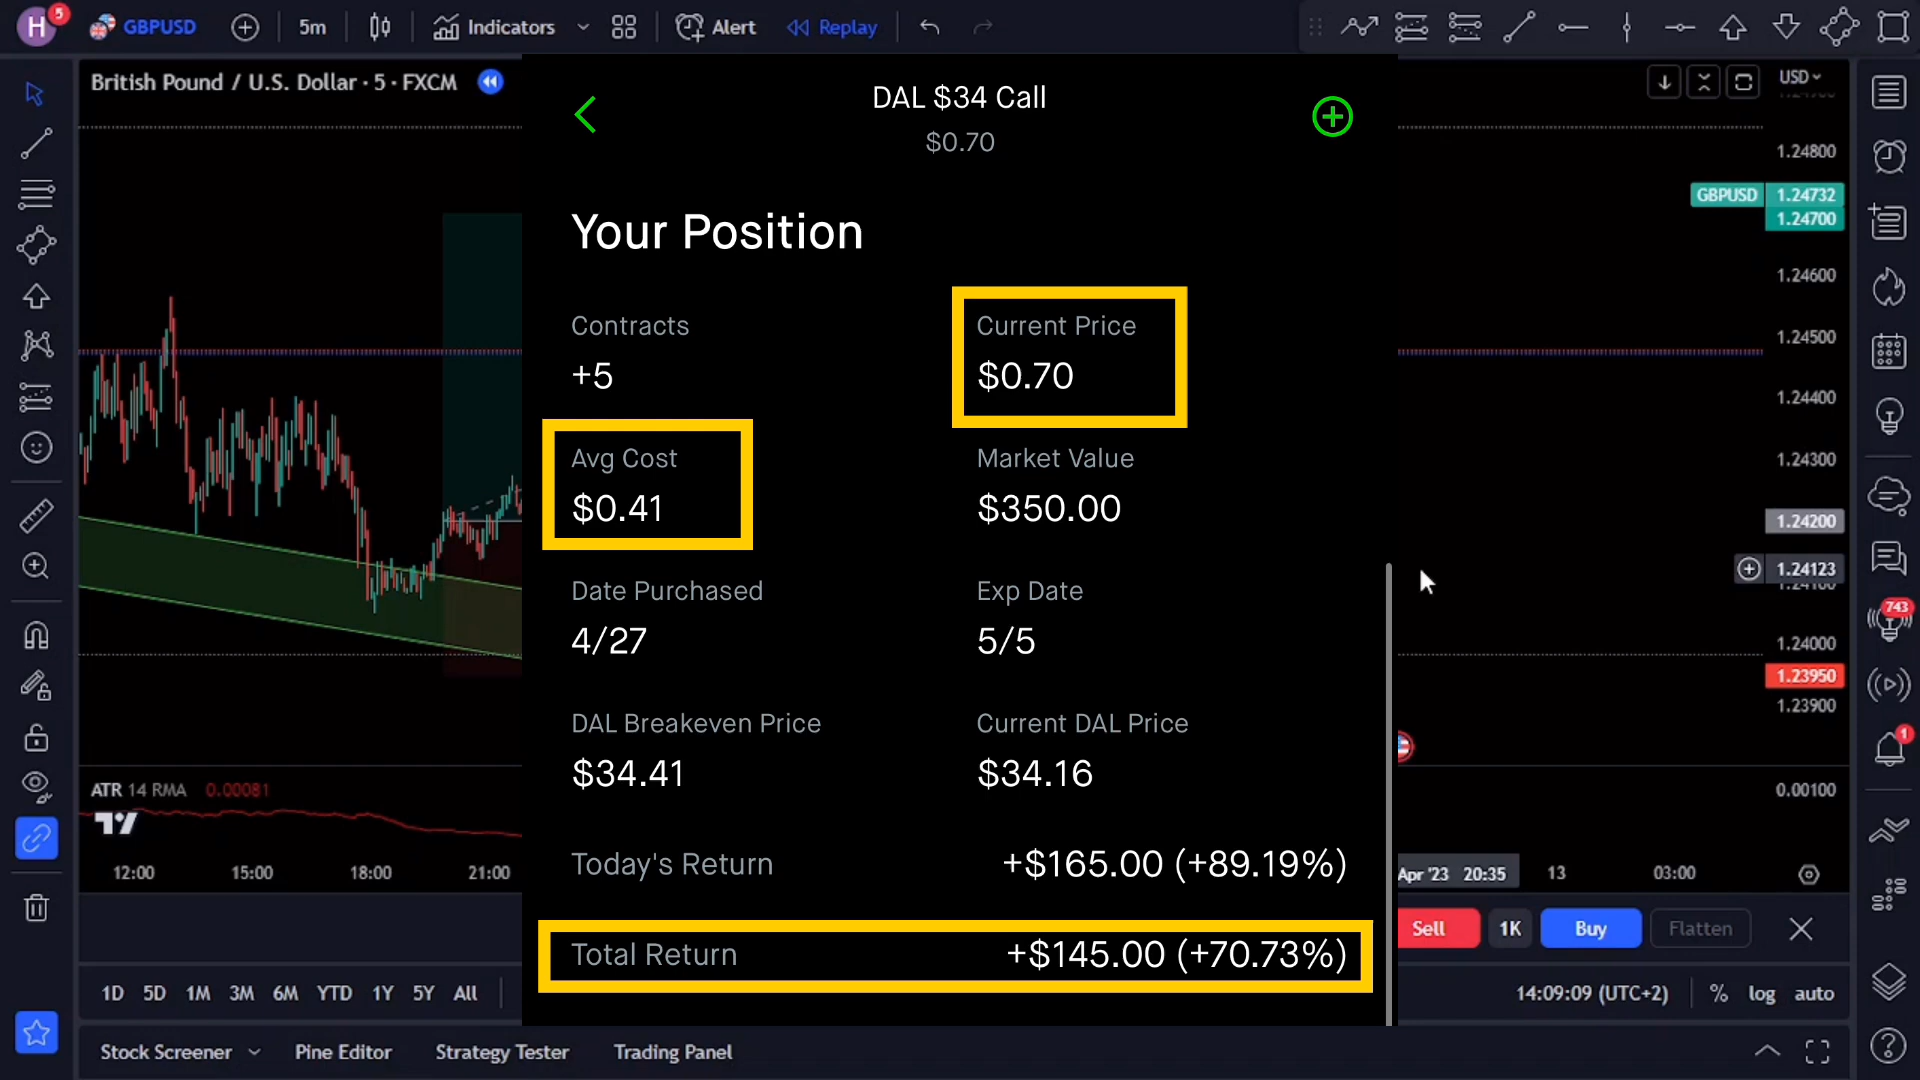 H
5
GBPUSD
5m
Indicators
Alert
Replay
British Pound / U.S. Dollar · 5 · FXCM
USD
DAL $34 Call
$0.70
Your Position
Contracts
+5
Current Price
$0.70
Avg Cost
$0.41
Market Value
$350.00
Date Purchased
4/27
Exp Date
5/5
DAL Breakeven Price
$34.41
Current DAL Price
$34.16
Today's Return
+$165.00 (+89.19%)
Total Return
+$145.00 (+70.73%)
1.24800
GBPUSD 1.24732
1.24700
1.24600
1.24500
1.24400
1.24300
1.24200
1.24123
1.24000
1.23950
1.23900
0.00100
743
1
ATR 14 RMA 0.00081
12:00 15:00 18:00 21:00
Apr '23 20:35 13 03:00
Sell 1K Buy Flatten
1D 5D 1M 3M 6M YTD 1Y 5Y All
14:09:09 (UTC+2) % log auto
Stock Screener Pine Editor Strategy Tester Trading Panel